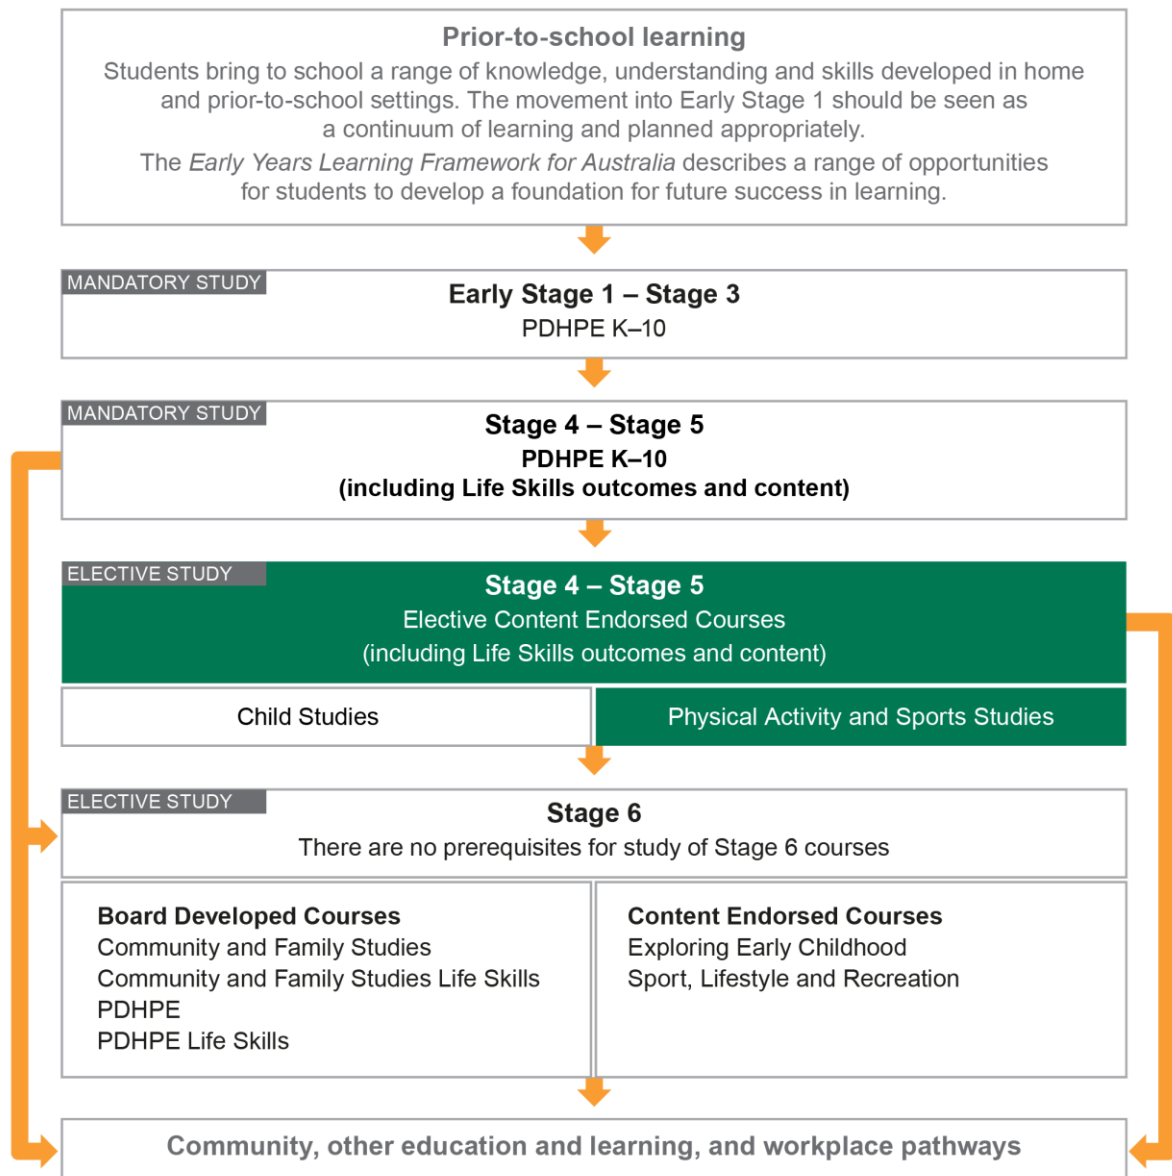 Prior-to-school learning
Students bring to school a range of knowledge, understanding and skills developed in home
and prior-to-school settings. The movement into Early Stage 1 should be seen as
a continuum of learning and planned appropriately.
The Early Years Learning Framework for Australia describes a range of opportunities
for students to develop a foundation for future success in learning.
MANDATORY STUDY
Early Stage 1 – Stage 3
PDHPE K–10
MANDATORY STUDY
Stage 4 – Stage 5
PDHPE K–10
(including Life Skills outcomes and content)
ELECTIVE STUDY
Stage 4 – Stage 5
Elective Content Endorsed Courses
(including Life Skills outcomes and content)
Child Studies
Physical Activity and Sports Studies
ELECTIVE STUDY
Stage 6
There are no prerequisites for study of Stage 6 courses
Board Developed Courses
Community and Family Studies
Community and Family Studies Life Skills
PDHPE
PDHPE Life Skills
Content Endorsed Courses
Exploring Early Childhood
Sport, Lifestyle and Recreation
Community, other education and learning, and workplace pathways